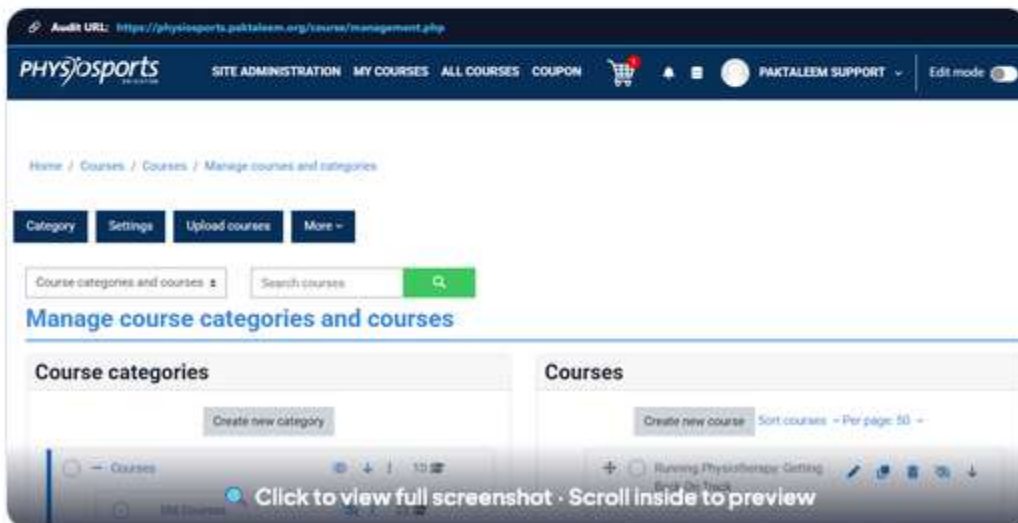 Audit URL: https://physiosports.paktaleem.org/course/management.php
PHYSIOSPORTS
SITE ADMINISTRATION MY COURSES ALL COURSES COUPON PAKTALEEM SUPPORT Edit mode
Home / Courses / Courses / Manage courses and categories
Category Settings Upload courses More
Course categories and courses Search courses
Manage course categories and courses
Course categories Courses
Create new category Create new course Sort courses Per page: 50
Courses Running Physiotherapy: Getting
Back On Track
Click to view full screenshot · Scroll inside to preview